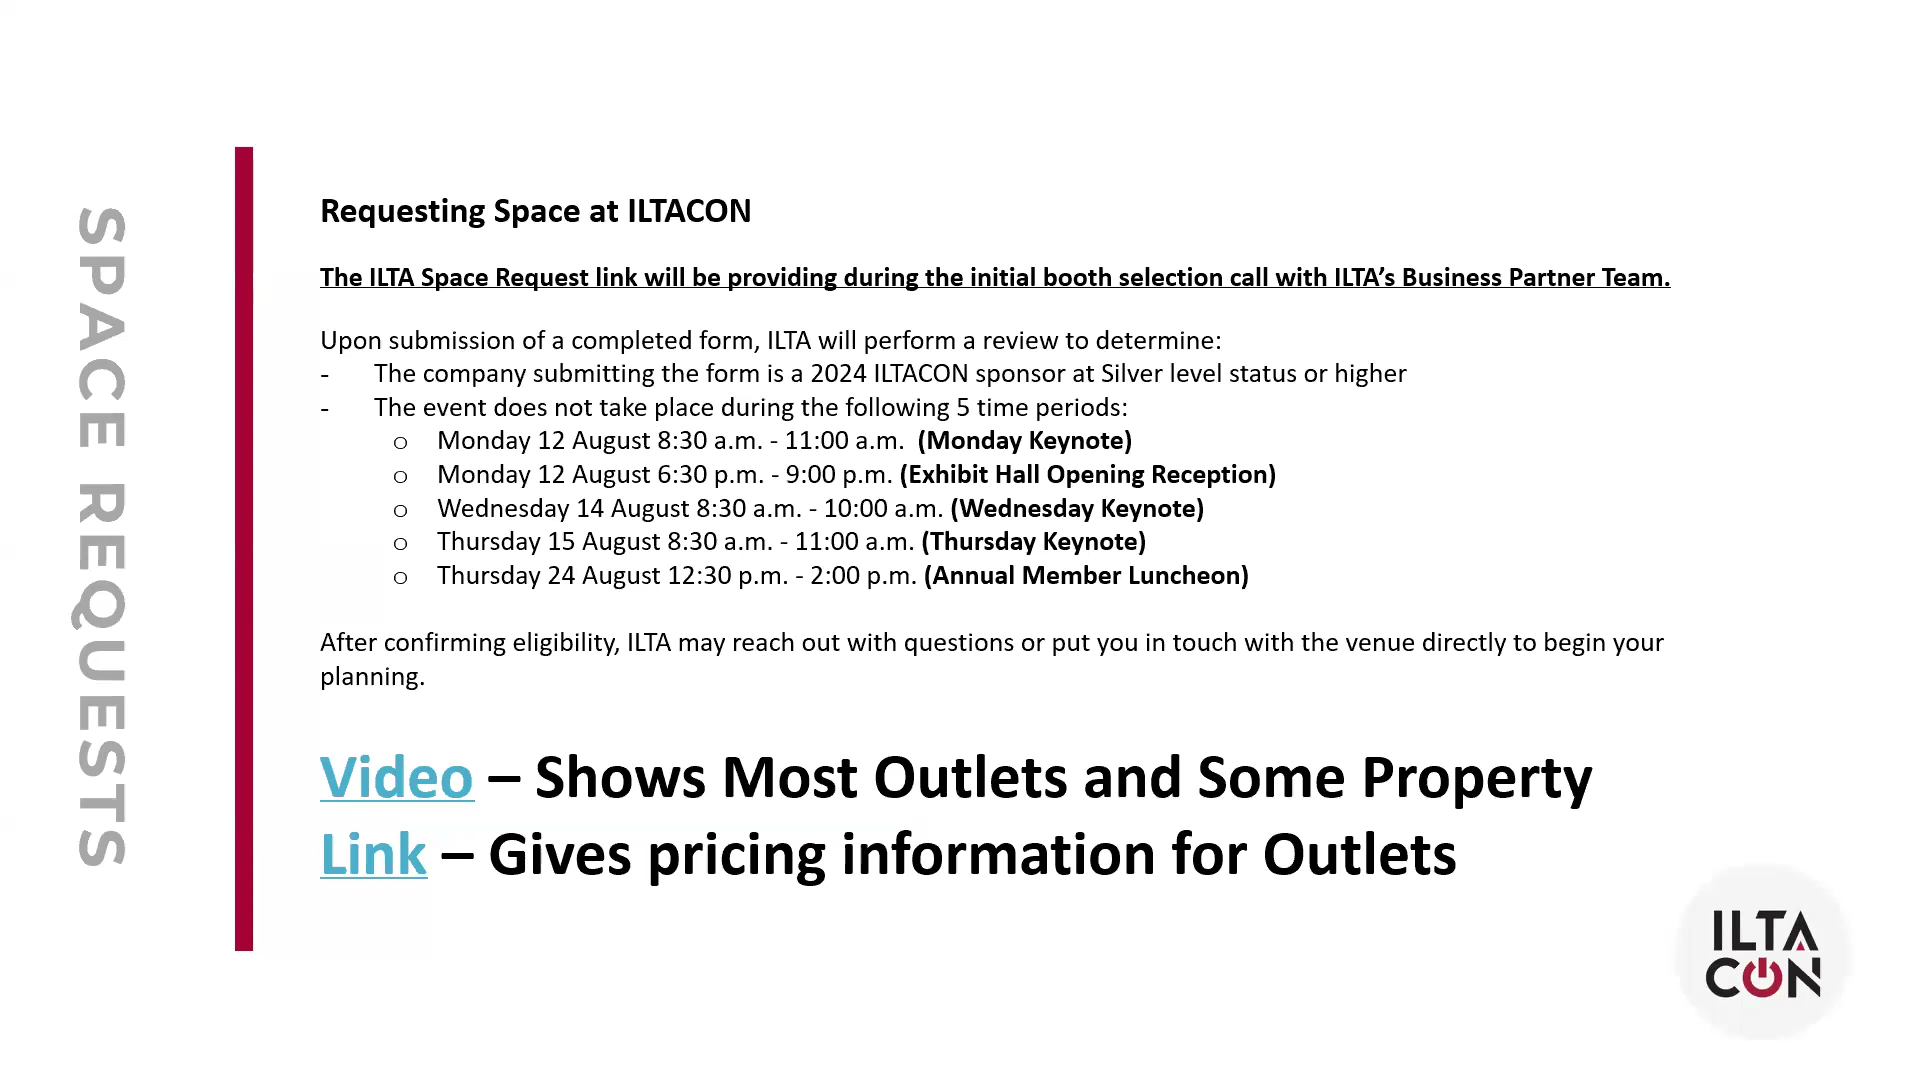 SPACE REQUESTS
Requesting Space at ILTACON
The ILTA Space Request link will be providing during the initial booth selection call with ILTA’s Business Partner Team.
Upon submission of a completed form, ILTA will perform a review to determine:
- The company submitting the form is a 2024 ILTACON sponsor at Silver level status or higher
- The event does not take place during the following 5 time periods:
o Monday 12 August 8:30 a.m. - 11:00 a.m. (Monday Keynote)
o Monday 12 August 6:30 p.m. - 9:00 p.m. (Exhibit Hall Opening Reception)
o Wednesday 14 August 8:30 a.m. - 10:00 a.m. (Wednesday Keynote)
o Thursday 15 August 8:30 a.m. - 11:00 a.m. (Thursday Keynote)
o Thursday 24 August 12:30 p.m. - 2:00 p.m. (Annual Member Luncheon)
After confirming eligibility, ILTA may reach out with questions or put you in touch with the venue directly to begin your
planning.
Video – Shows Most Outlets and Some Property
Link – Gives pricing information for Outlets
ILTA
CON